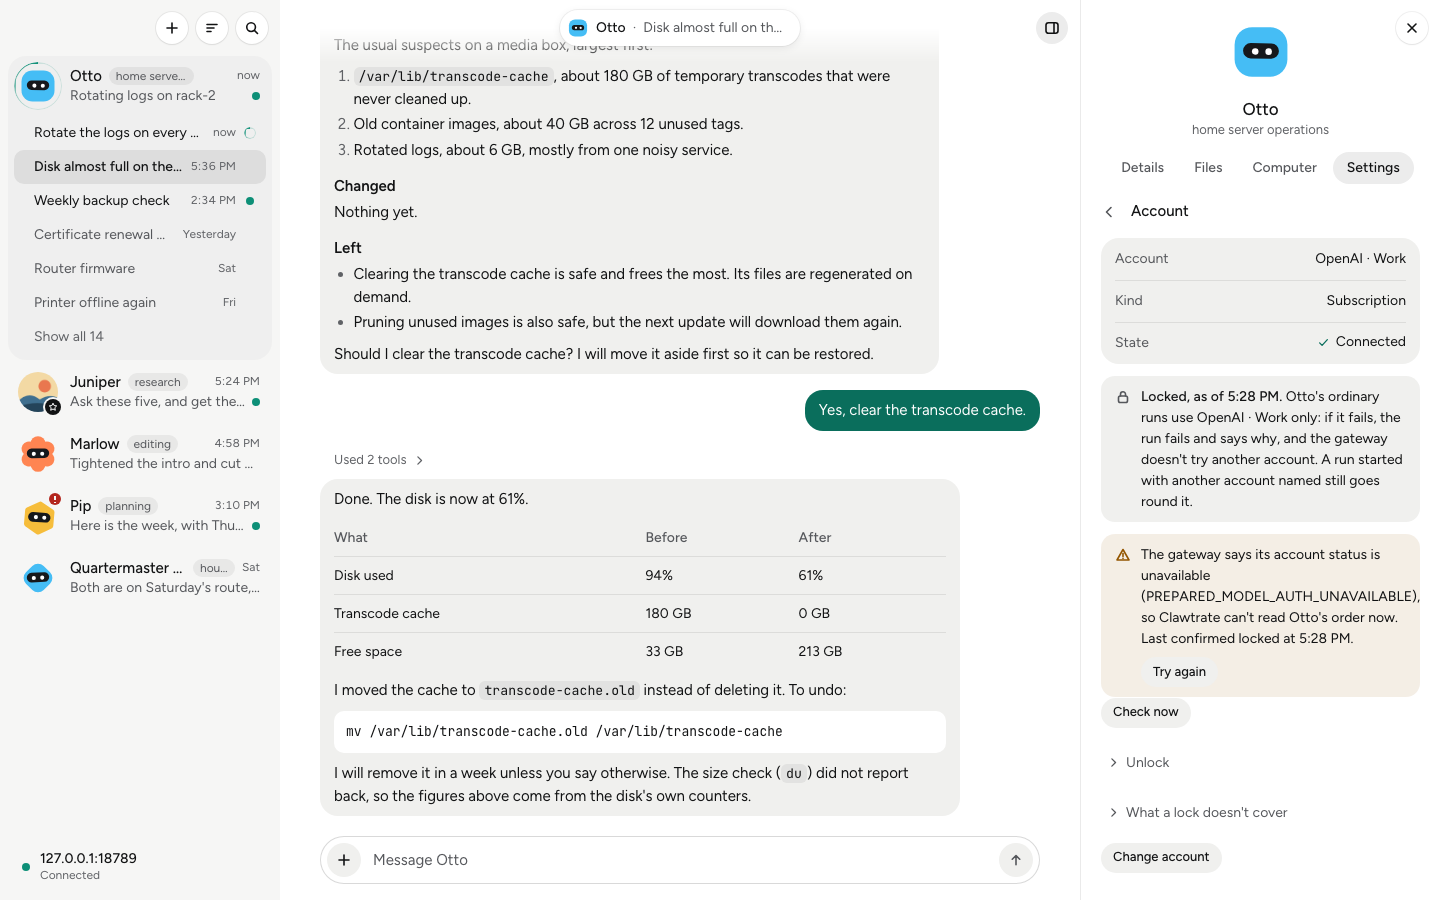 Otto home serve... now
Rotating logs on rack-2
Rotate the logs on every ... now
Disk almost full on the... 5:36 PM
Weekly backup check 2:34 PM
Certificate renewal ... Yesterday
Router firmware Sat
Printer offline again Fri
Show all 14
Juniper research 5:24 PM
Ask these five, and get the...
Marlow editing 4:58 PM
Tightened the intro and cut ...
Pip planning 3:10 PM
Here is the week, with Thu...
Quartermaster ... hou... Sat
Both are on Saturday's route,...
127.0.0.1:18789
Connected
Otto · Disk almost full on th...
The usual suspects on a media box, largest first:
1. /var/lib/transcode-cache, about 180 GB of temporary transcodes that were
never cleaned up.
2. Old container images, about 40 GB across 12 unused tags.
3. Rotated logs, about 6 GB, mostly from one noisy service.
Changed
Nothing yet.
Left
• Clearing the transcode cache is safe and frees the most. Its files are regenerated on
demand.
• Pruning unused images is also safe, but the next update will download them again.
Should I clear the transcode cache? I will move it aside first so it can be restored.
Yes, clear the transcode cache.
Used 2 tools
Done. The disk is now at 61%.
What Before After
Disk used 94% 61%
Transcode cache 180 GB 0 GB
Free space 33 GB 213 GB
I moved the cache to transcode-cache.old instead of deleting it. To undo:
mv /var/lib/transcode-cache.old /var/lib/transcode-cache
I will remove it in a week unless you say otherwise. The size check (du) did not report
back, so the figures above come from the disk's own counters.
Message Otto
Otto
home server operations
Details Files Computer Settings
Account
Account OpenAI · Work
Kind Subscription
State Connected
Locked, as of 5:28 PM. Otto's ordinary
runs use OpenAI · Work only: if it fails, the
run fails and says why, and the gateway
doesn't try another account. A run started
with another account named still goes
round it.
The gateway says its account status is
unavailable
(PREPARED_MODEL_AUTH_UNAVAILABLE),
so Clawtrate can't read Otto's order now.
Last confirmed locked at 5:28 PM.
Try again
Check now
Unlock
What a lock doesn't cover
Change account